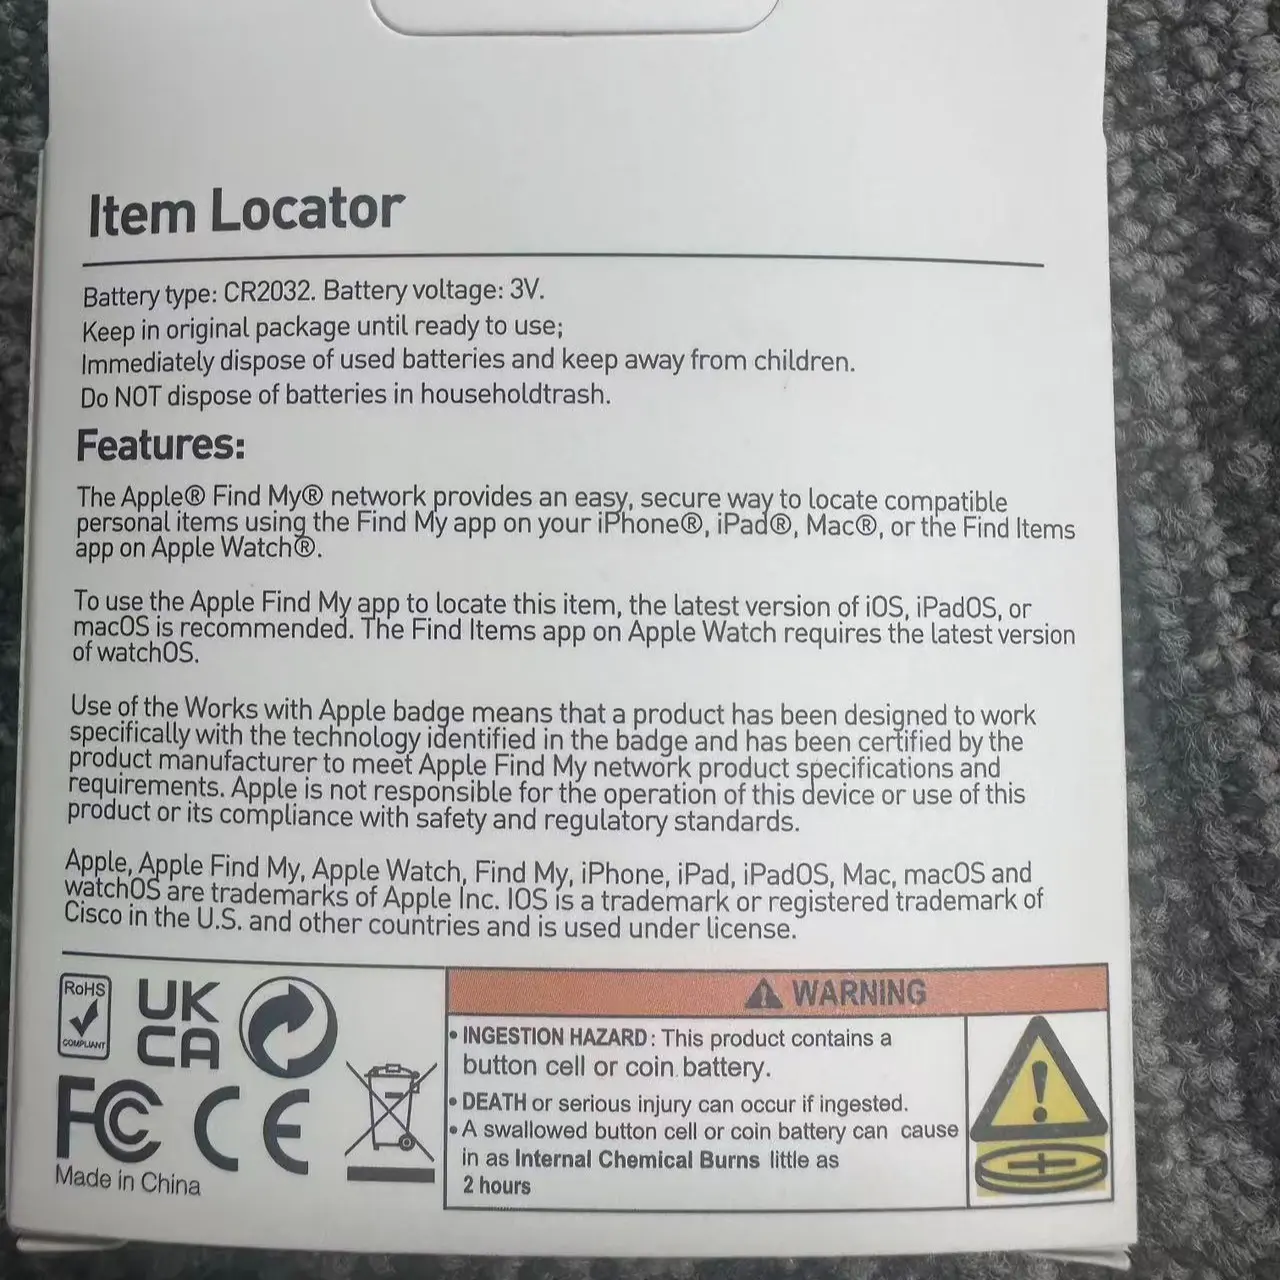 Item Locator
Battery type: CR2032. Battery voltage: 3V.
Keep in original package until ready to use;
Immediately dispose of used batteries and keep away from children.
Do NOT dispose of batteries in householdtrash.
Features:
The Apple® Find My® network provides an easy, secure way to locate compatible
personal items using the Find My app on your iPhone®, iPad®, Mac®, or the Find Items
app on Apple Watch®.
To use the Apple Find My app to locate this item, the latest version of iOS, iPadOS, or
macOS is recommended. The Find Items app on Apple Watch requires the latest version
of watchOS.
Use of the Works with Apple badge means that a product has been designed to work
specifically with the technology identified in the badge and has been certified by the
product manufacturer to meet Apple Find My network product specifications and
requirements. Apple is not responsible for the operation of this device or use of this
product or its compliance with safety and regulatory standards.
Apple, Apple Find My, Apple Watch, Find My, iPhone, iPad, iPadOS, Mac, macOS and
watchOS are trademarks of Apple Inc. IOS is a trademark or registered trademark of
Cisco in the U.S. and other countries and is used under license.
RoHS
COMPLIANT
UK
CA
FC CE
Made in China
WARNING
• INGESTION HAZARD: This product contains a
button cell or coin battery.
• DEATH or serious injury can occur if ingested.
• A swallowed button cell or coin battery can cause
in as Internal Chemical Burns little as
2 hours